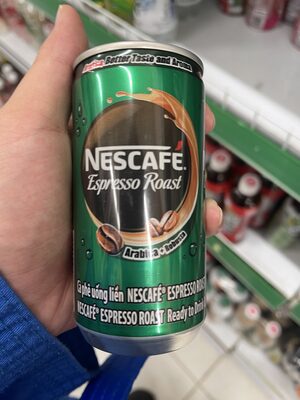 Better Taste and Aroma
NESCAFÉ.
Espresso Roast
Arabica • Robusta
Cà phê uống liền NESCAFÉ ESPRESSO ROAST
NESCAFÉ ESPRESSO ROAST Ready to Drink